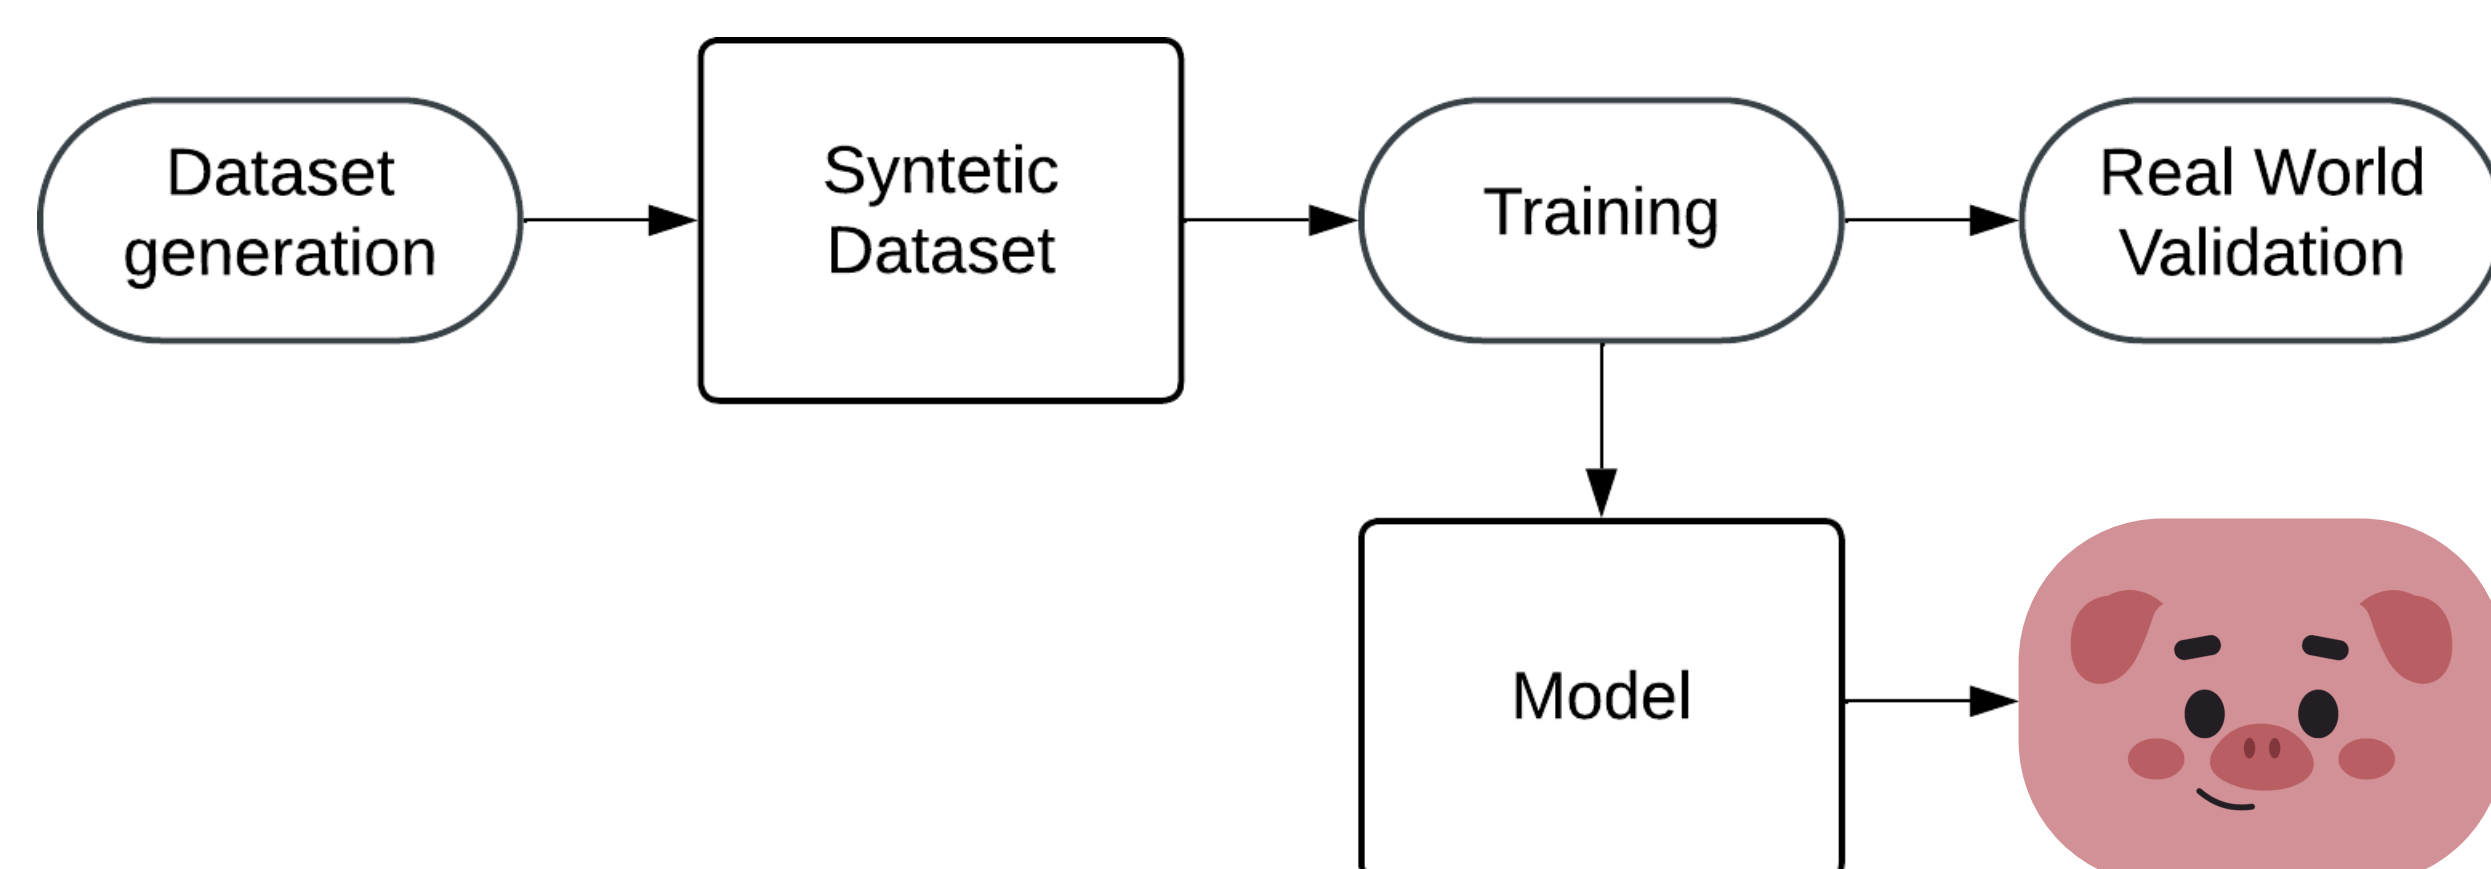 Dataset
generation
Syntetic
Dataset
Training
Real World
Validation
Model